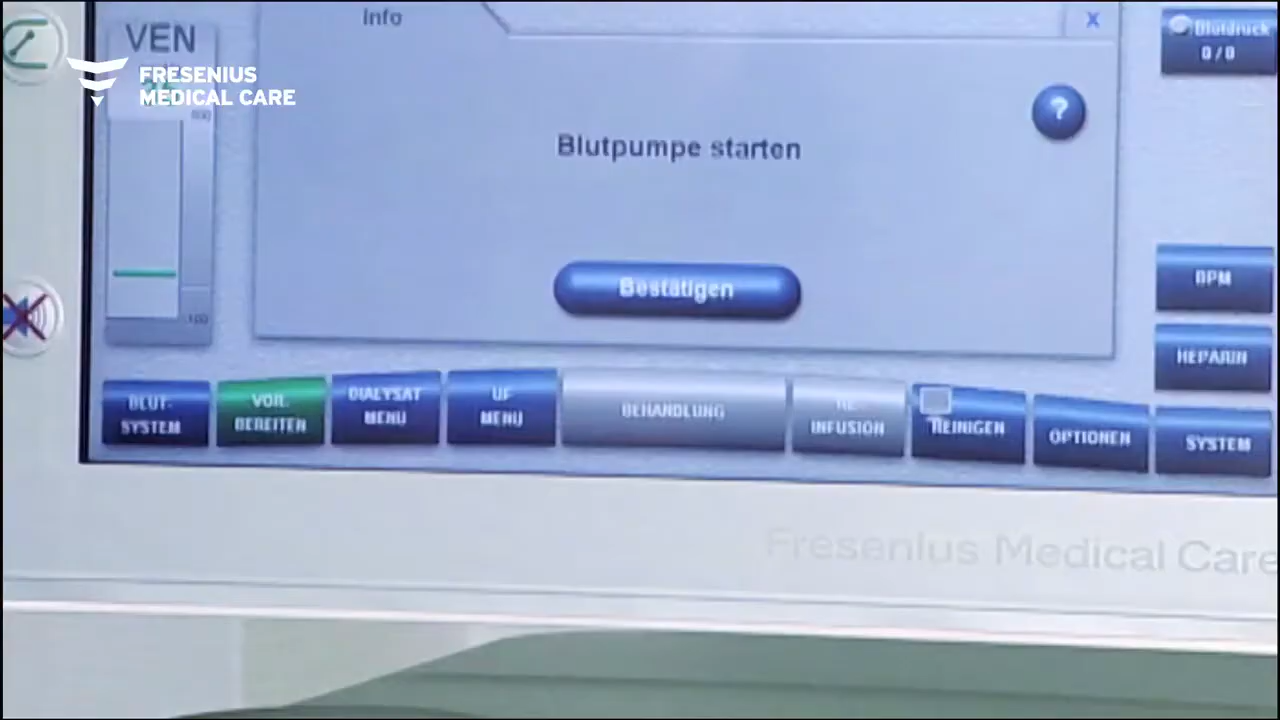 Info
x
VEN
Blutdruck
0/0
FRESENIUS
MEDICAL CARE
?
Blutpumpe starten
Bestätigen
BPM
HEPARIN
BLUT-
SYSTEM
VOR-
BEREITEN
DIALYSAT
MENU
UF
MENU
BEHANDLUNG
RE-
INFUSION
REINIGEN
OPTIONEN
SYSTEM
Fresenius Medical Care